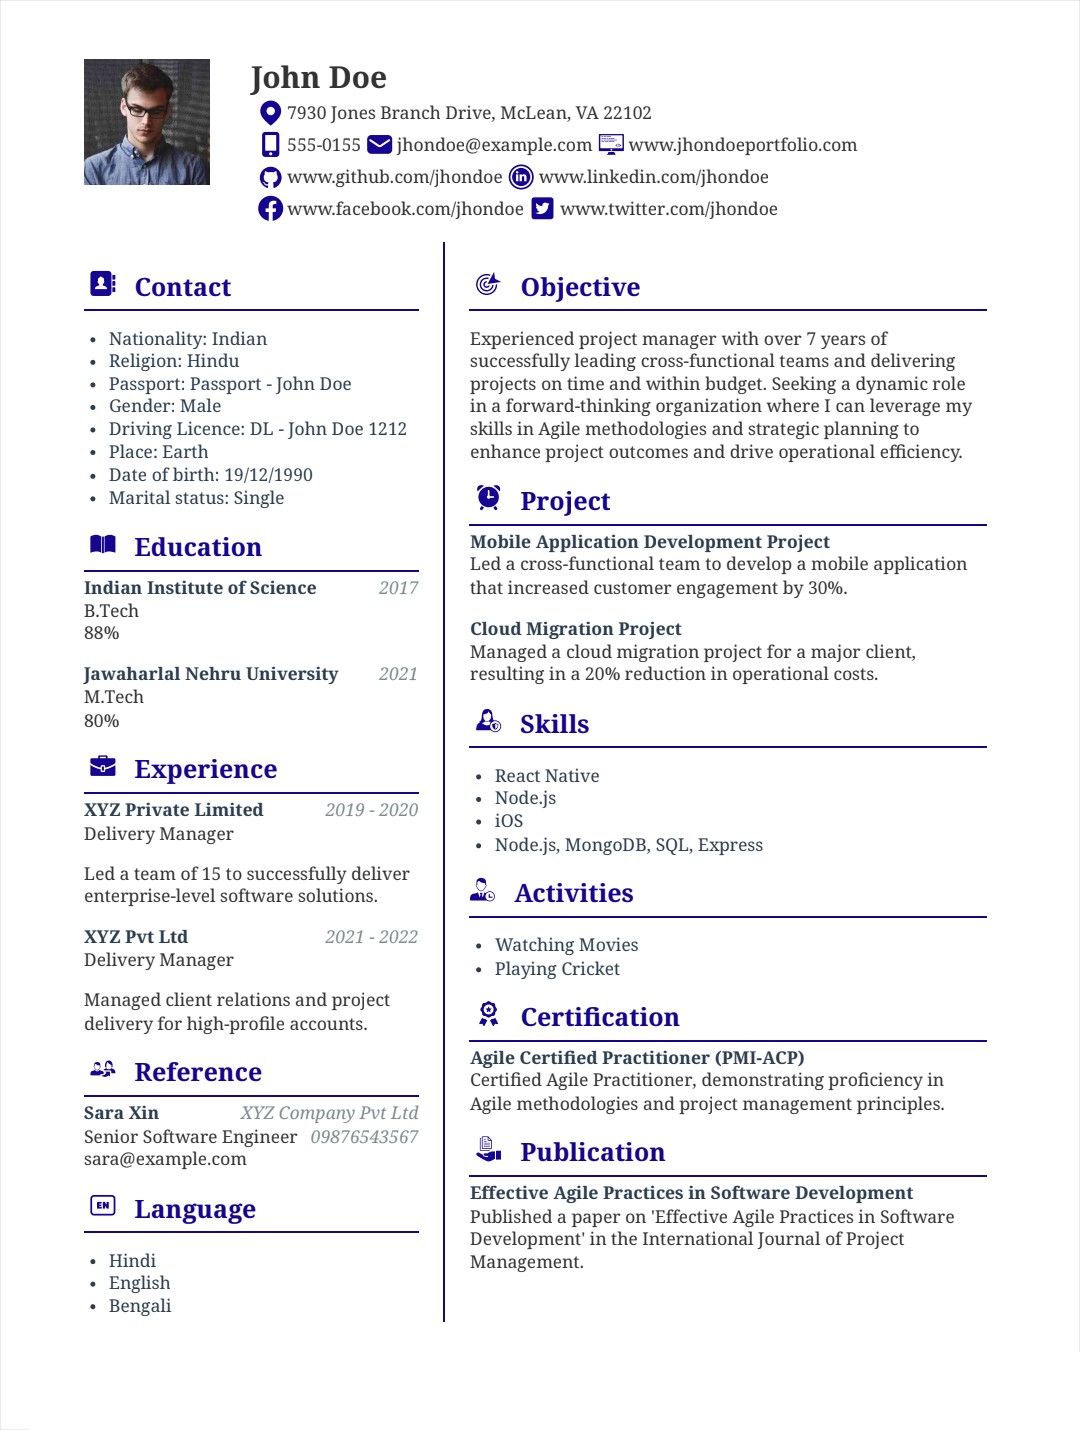 John Doe
7930 Jones Branch Drive, McLean, VA 22102
555-0155 jhondoe@example.com www.jhondoeportfolio.com
www.github.com/jhondoe www.linkedin.com/jhondoe
www.facebook.com/jhondoe www.twitter.com/jhondoe
Contact
• Nationality: Indian
• Religion: Hindu
• Passport: Passport - John Doe
• Gender: Male
• Driving Licence: DL - John Doe 1212
• Place: Earth
• Date of birth: 19/12/1990
• Marital status: Single
Education
Indian Institute of Science 2017
B.Tech
88%
Jawaharlal Nehru University 2021
M.Tech
80%
Experience
XYZ Private Limited 2019 - 2020
Delivery Manager
Led a team of 15 to successfully deliver
enterprise-level software solutions.
XYZ Pvt Ltd 2021 - 2022
Delivery Manager
Managed client relations and project
delivery for high-profile accounts.
Reference
Sara Xin XYZ Company Pvt Ltd
Senior Software Engineer 09876543567
sara@example.com
EN Language
• Hindi
• English
• Bengali
Objective
Experienced project manager with over 7 years of
successfully leading cross-functional teams and delivering
projects on time and within budget. Seeking a dynamic role
in a forward-thinking organization where I can leverage my
skills in Agile methodologies and strategic planning to
enhance project outcomes and drive operational efficiency.
Project
Mobile Application Development Project
Led a cross-functional team to develop a mobile application
that increased customer engagement by 30%.
Cloud Migration Project
Managed a cloud migration project for a major client,
resulting in a 20% reduction in operational costs.
Skills
• React Native
• Node.js
• iOS
• Node.js, MongoDB, SQL, Express
Activities
• Watching Movies
• Playing Cricket
Certification
Agile Certified Practitioner (PMI-ACP)
Certified Agile Practitioner, demonstrating proficiency in
Agile methodologies and project management principles.
Publication
Effective Agile Practices in Software Development
Published a paper on 'Effective Agile Practices in Software
Development' in the International Journal of Project
Management.